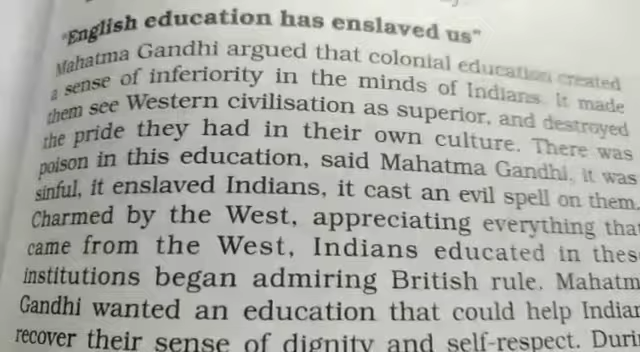 "English education has enslaved us"
Mahatma Gandhi argued that colonial education created
a sense of inferiority in the minds of Indians. It made
them see Western civilisation as superior, and destroyed
the pride they had in their own culture. There was
poison in this education, said Mahatma Gandhi, it was
sinful, it enslaved Indians, it cast an evil spell on them.
Charmed by the West, appreciating everything tha
came from the West, Indians educated in thes
institutions began admiring British rule. Mahatm
Gandhi wanted an education that could help Indian
recover their sense of dignity and self-respect. Duri